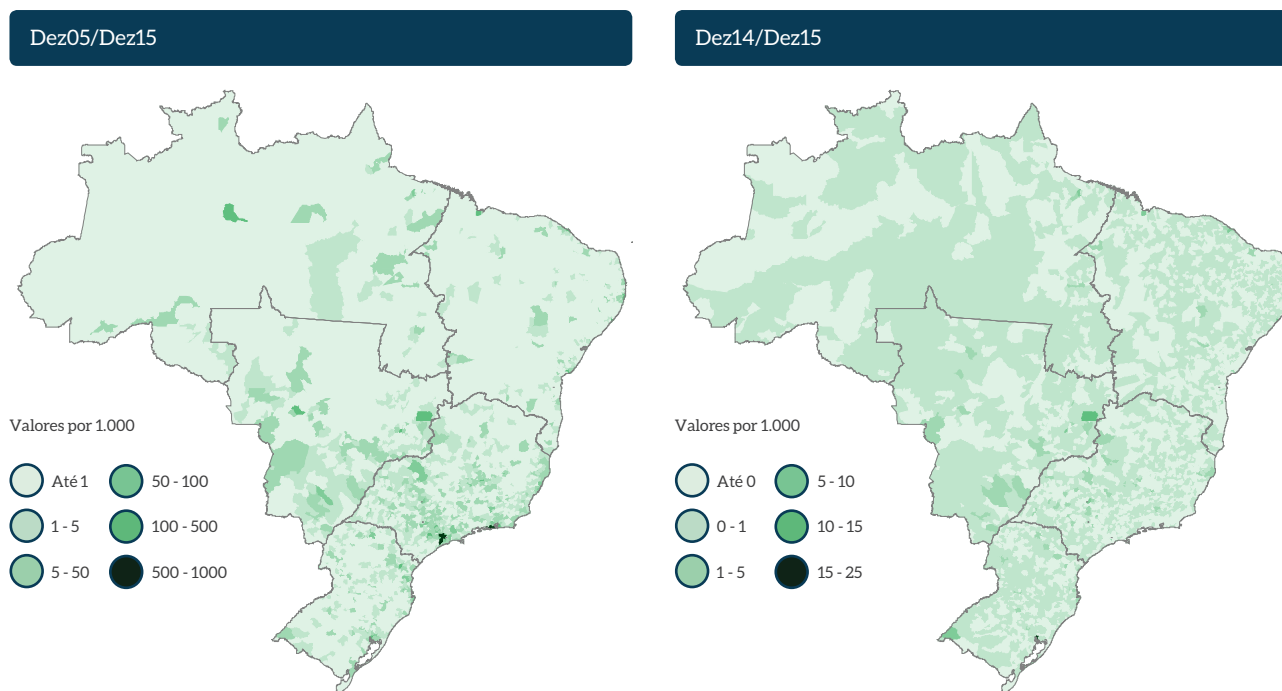 Dez05/Dez15
Valores por 1.000
Até 1
1 - 5
5 - 50
50 - 100
100 - 500
500 - 1000
Dez14/Dez15
Valores por 1.000
Até 0
0 - 1
1 - 5
5 - 10
10 - 15
15 - 25